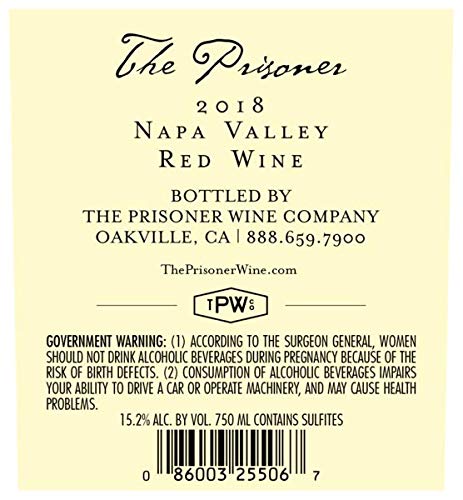 The Prisoner
2018
NAPA VALLEY
RED WINE
BOTTLED BY
THE PRISONER WINE COMPANY
OAKVILLE, CA | 888.659.7900
ThePrisonerWine.com
TPWCO
GOVERNMENT WARNING: (1) ACCORDING TO THE SURGEON GENERAL, WOMEN
SHOULD NOT DRINK ALCOHOLIC BEVERAGES DURING PREGNANCY BECAUSE OF THE
RISK OF BIRTH DEFECTS. (2) CONSUMPTION OF ALCOHOLIC BEVERAGES IMPAIRS
YOUR ABILITY TO DRIVE A CAR OR OPERATE MACHINERY, AND MAY CAUSE HEALTH
PROBLEMS.
15.2% ALC. BY VOL. 750 ML CONTAINS SULFITES
0 86003 25506 7